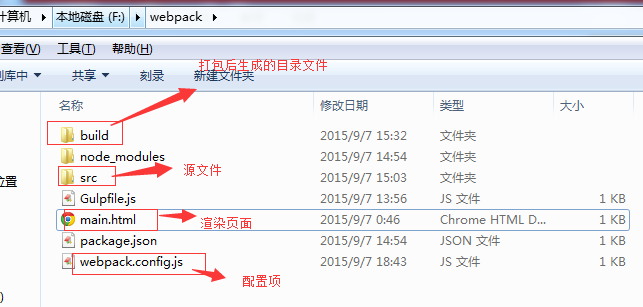 计算机 ▸ 本地磁盘 (F:) ▸ webpack ▸
查看(V) 工具(T) 帮助(H)
打包后生成的目录文件
到库中 共享 刻录 新建文件夹
名称 修改日期 类型 大小
build 2015/9/7 15:32 文件夹
node_modules 2015/9/7 14:54 文件夹
源文件
src 2015/9/7 15:03 文件夹
位置
Gulpfile.js 2015/9/7 13:56 JS 文件 1 KB
main.html 2015/9/7 0:46 Chrome HTML D... 1 KB
渲染页面
package.json 2015/9/7 14:54 JSON 文件 1 KB
webpack.config.js 2015/9/7 18:43 JS 文件 1 KB
配置项
:)